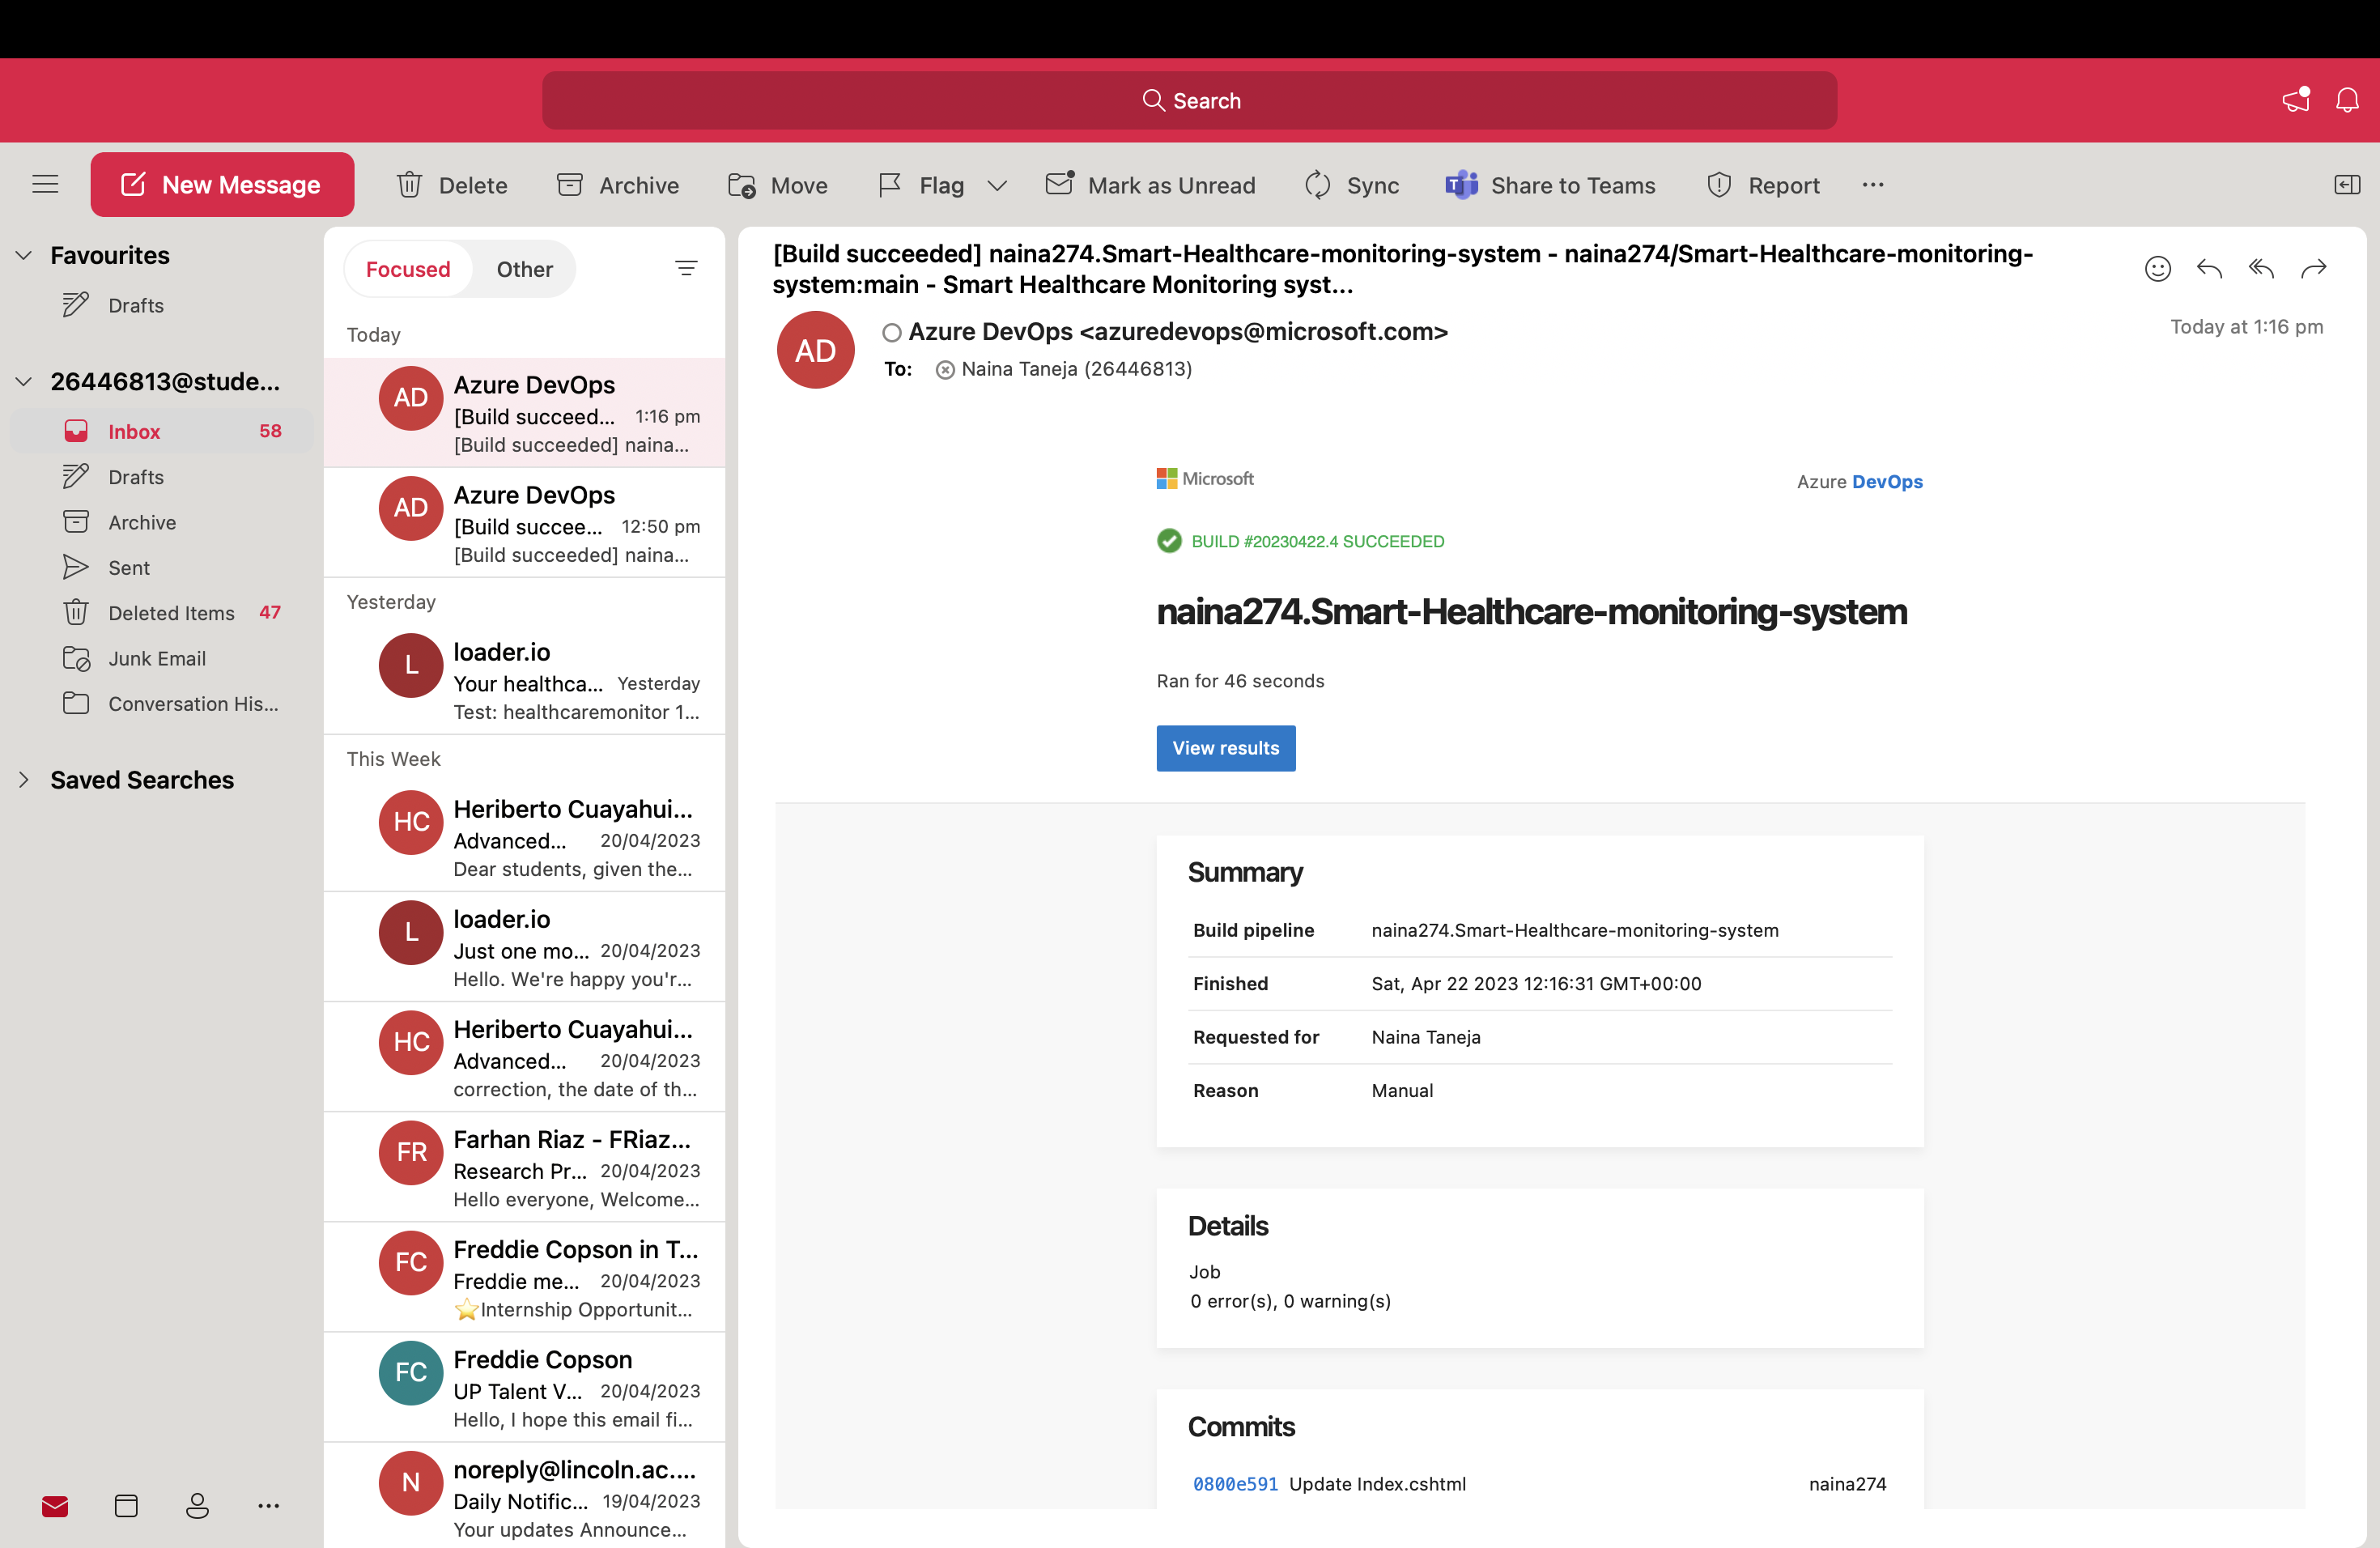 Search
New Message
Delete
Archive
Move
Flag
Mark as Unread
Sync
Share to Teams
Report
Favourites
Drafts
26446813@stude...
Inbox 58
Drafts
Archive
Sent
Deleted Items 47
Junk Email
Conversation His...
Saved Searches
Focused Other
Today
AD
Azure DevOps
[Build succeed... 1:16 pm
[Build succeeded] naina...
AD
Azure DevOps
[Build succee... 12:50 pm
[Build succeeded] naina...
Yesterday
L
loader.io
Your healthca... Yesterday
Test: healthcaremonitor 1...
This Week
HC
Heriberto Cuayahui...
Advanced... 20/04/2023
Dear students, given the...
L
loader.io
Just one mo... 20/04/2023
Hello. We're happy you'r...
HC
Heriberto Cuayahui...
Advanced... 20/04/2023
correction, the date of th...
FR
Farhan Riaz - FRiaz...
Research Pr... 20/04/2023
Hello everyone, Welcome...
FC
Freddie Copson in T...
Freddie me... 20/04/2023
⭐Internship Opportunit...
FC
Freddie Copson
UP Talent V... 20/04/2023
Hello, I hope this email fi...
N
noreply@lincoln.ac....
Daily Notific... 19/04/2023
Your updates Announce...
[Build succeeded] naina274.Smart-Healthcare-monitoring-system - naina274/Smart-Healthcare-monitoring-
system:main - Smart Healthcare Monitoring syst...
AD
Azure DevOps <azuredevops@microsoft.com>
Today at 1:16 pm
To: Naina Taneja (26446813)
Microsoft
Azure DevOps
BUILD #20230422.4 SUCCEEDED
naina274.Smart-Healthcare-monitoring-system
Ran for 46 seconds
View results
Summary
Build pipeline naina274.Smart-Healthcare-monitoring-system
Finished Sat, Apr 22 2023 12:16:31 GMT+00:00
Requested for Naina Taneja
Reason Manual
Details
Job
0 error(s), 0 warning(s)
Commits
0800e591 Update Index.cshtml naina274